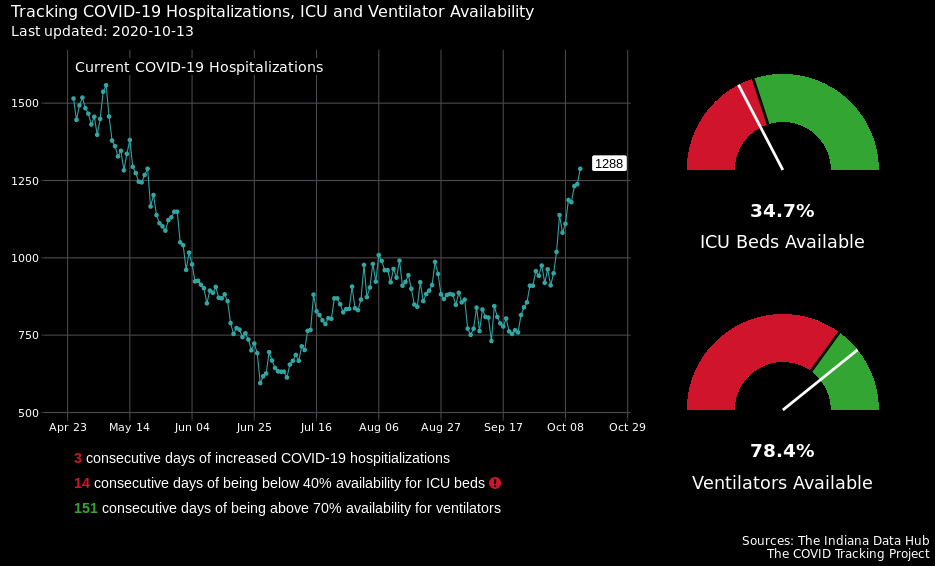 Tracking COVID-19 Hospitalizations, ICU and Ventilator Availability
Last updated: 2020-10-13
Current COVID-19 Hospitalizations
1500
1250
1000
750
500
1288
Apr 23 May 14 Jun 04 Jun 25 Jul 16 Aug 06 Aug 27 Sep 17 Oct 08 Oct 29
34.7%
ICU Beds Available
78.4%
Ventilators Available
3 consecutive days of increased COVID-19 hospitializations
14 consecutive days of being below 40% availability for ICU beds
151 consecutive days of being above 70% availability for ventilators
Sources: The Indiana Data Hub
The COVID Tracking Project